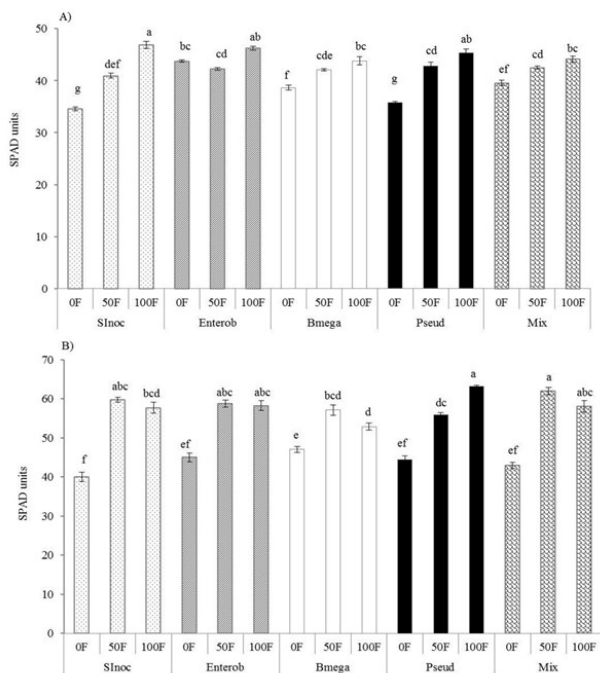 A)
50
40
30
20
10
0
SPAD units
g def a bc cd ab f cde bc g cd ab ef cd bc
0F 50F 100F 0F 50F 100F 0F 50F 100F 0F 50F 100F 0F 50F 100F
SInoc Enterob Bmega Pseud Mix
B)
70
60
50
40
30
20
10
0
SPAD units
f abc bcd ef abc abc e bcd d ef dc a ef a abc
0F 50F 100F 0F 50F 100F 0F 50F 100F 0F 50F 100F 0F 50F 100F
SInoc Enterob Bmega Pseud Mix